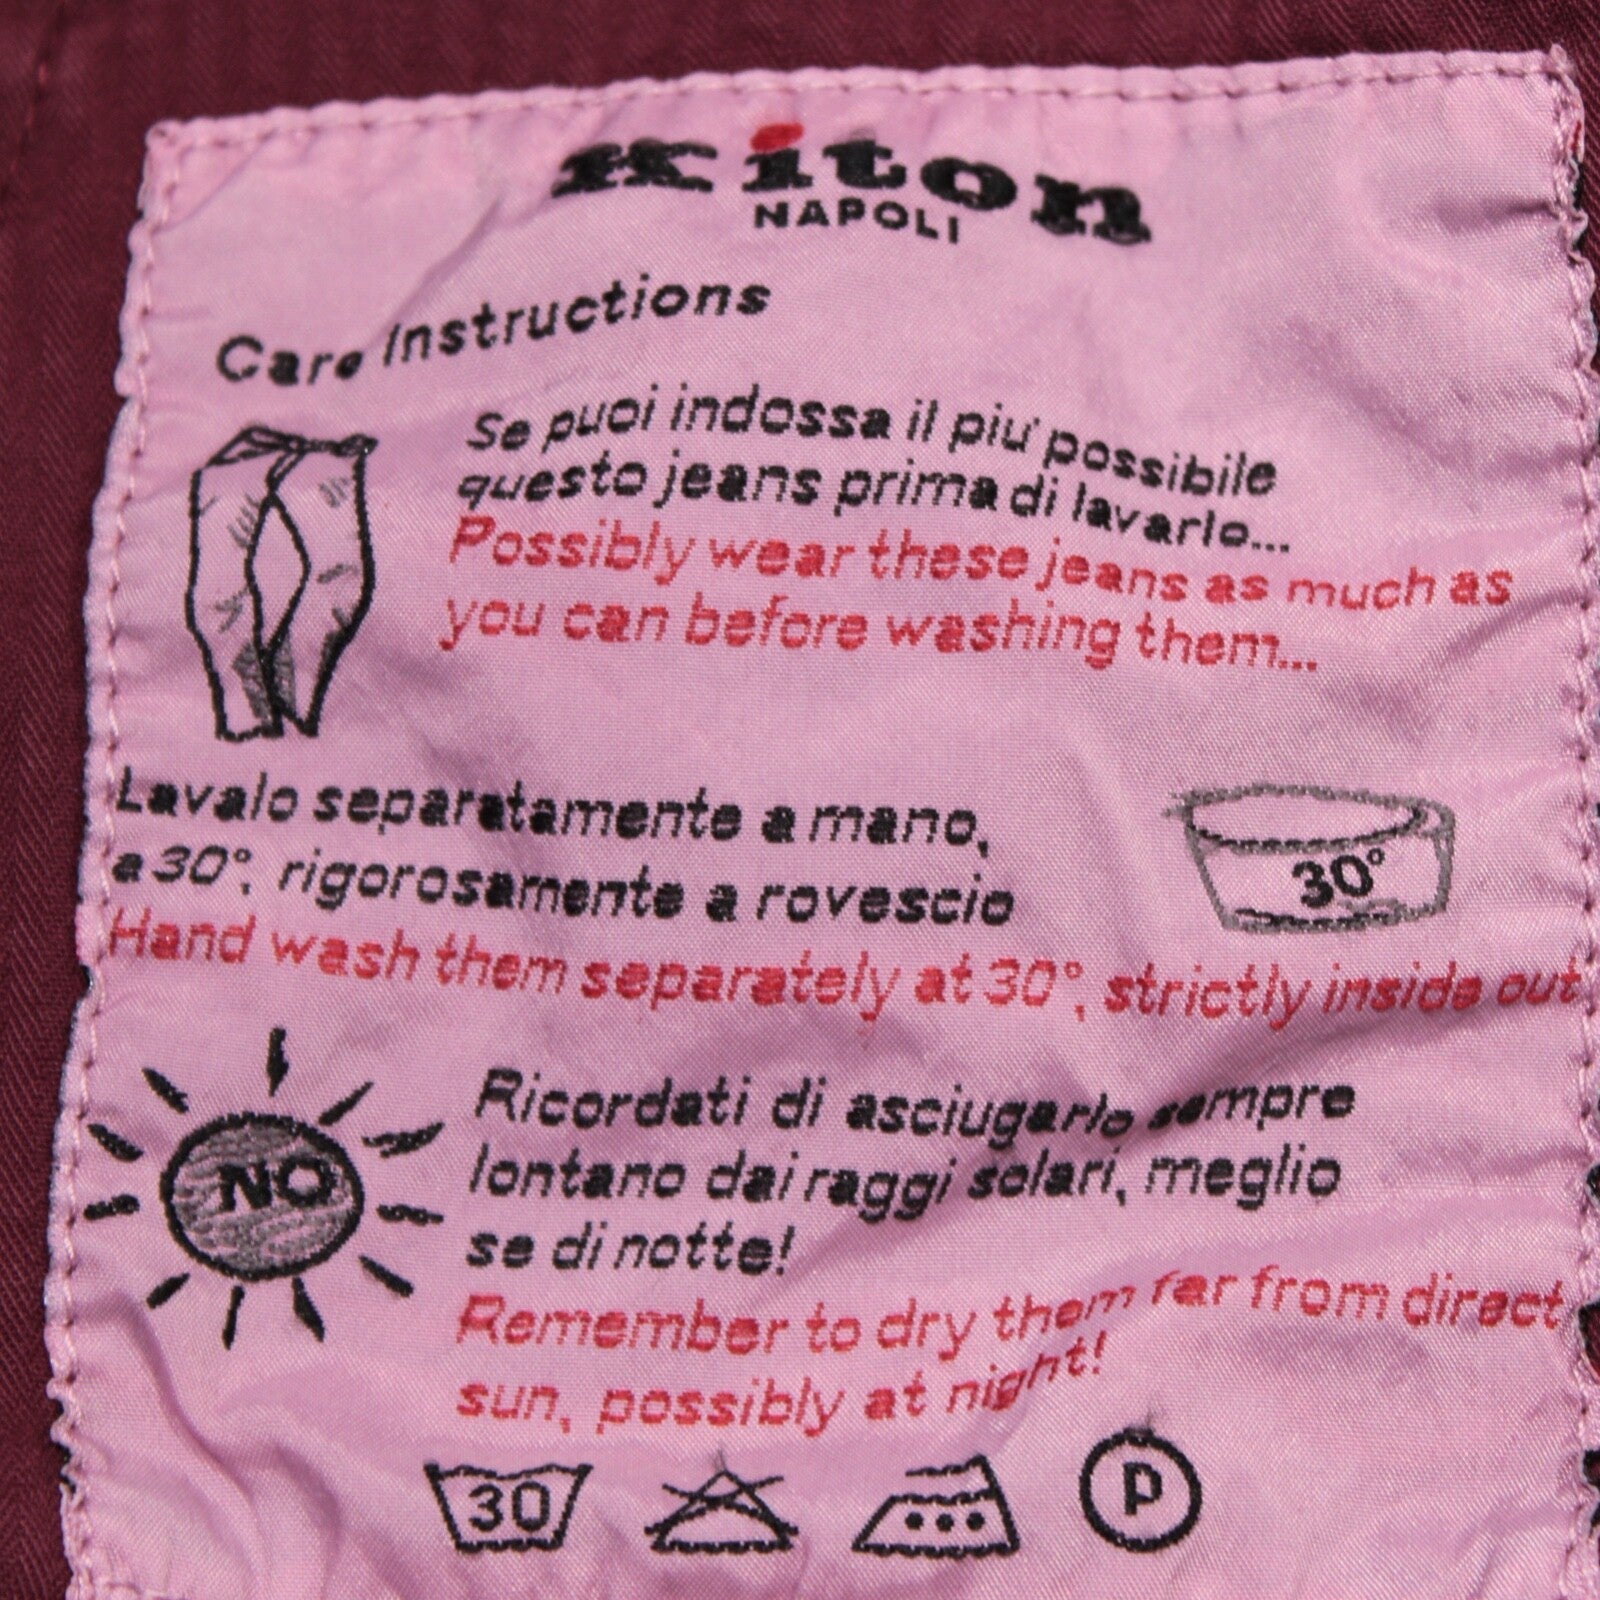 Kiton
NAPOLI
Care Instructions
Se puoi indossa il piu' possibile
questo jeans prima di lavarlo...
Possibly wear these jeans as much as
you can before washing them...
Lavalo separatamente a mano,
a 30°, rigorosamente a rovescio
30°
Hand wash them separately at 30°, strictly inside out
NO
Ricordati di asciugarlo sempre
lontano dai raggi solari, meglio
se di notte!
Remember to dry them far from direct
sun, possibly at night!
30 P